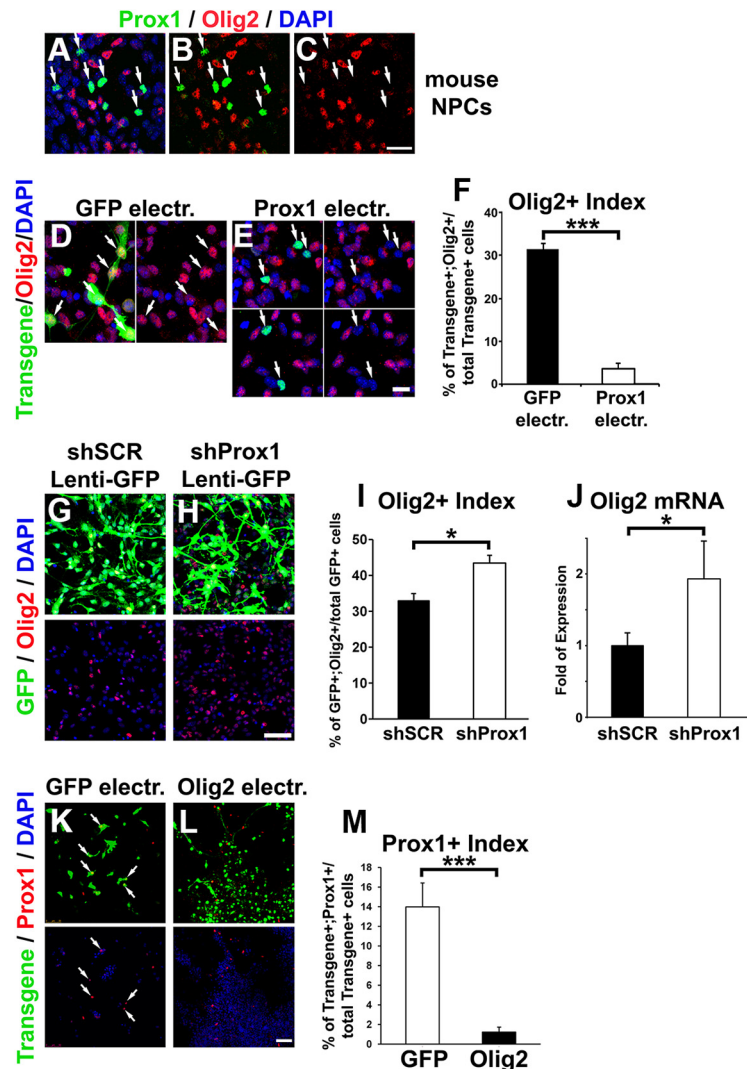 Prox1 / Olig2 / DAPI
A
B
C
mouse
NPCs
GFP electr.
Prox1 electr.
Transgene/Olig2/DAPI
D
E
F
Olig2+ Index
***
% of Transgene+;Olig2+/
total Transgene+ cells
40
30
20
10
0
GFP
electr.
Prox1
electr.
shSCR
Lenti-GFP
shProx1
Lenti-GFP
GFP / Olig2 / DAPI
G
H
I
Olig2+ Index
*
% of GFP+;Olig2+/total GFP+ cells
50
40
30
20
10
0
shSCR
shProx1
J
Olig2 mRNA
*
Fold of Expression
2
1
0
shSCR
shProx1
GFP electr.
Olig2 electr.
Transgene / Prox1 / DAPI
K
L
M
Prox1+ Index
***
% of Transgene+;Prox1+/
total Transgene+ cells
18
16
14
12
10
8
6
4
2
0
GFP
Olig2